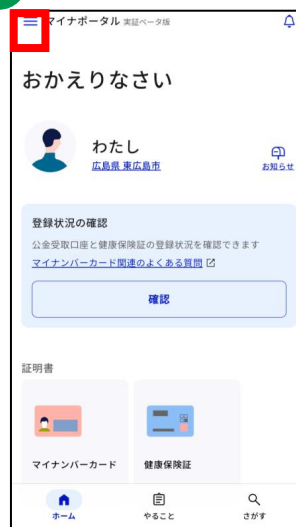 マイナポータル 実証ベータ版
おかえりなさい
わたし
広島県 東広島市
お知らせ
登録状況の確認
公金受取口座と健康保険証の登録状況を確認できます
マイナンバーカード関連のよくある質問
確認
証明書
マイナンバーカード 健康保険証
ホーム やること さがす